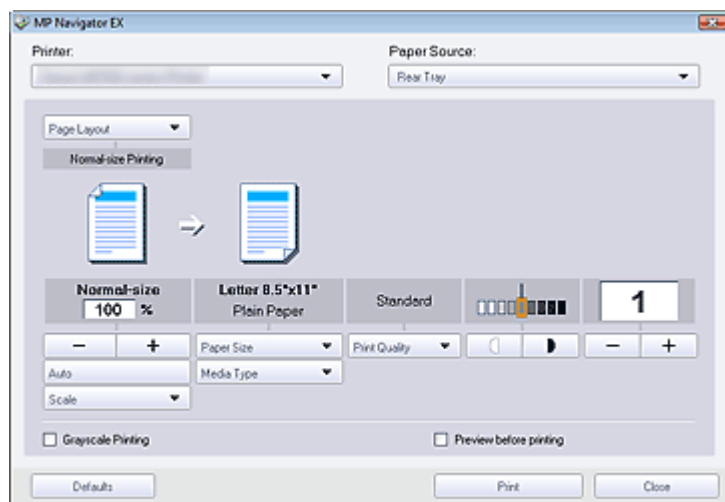 MP Navigator EX
Printer: Paper Source:
Rear Tray
Page Layout
Normal-size Printing
Normal-size Letter 8.5"x11" Standard 1
100 % Plain Paper
− + Paper Size Print Quality − +
Auto Media Type
Scale
Grayscale Printing Preview before printing
Defaults Print Close